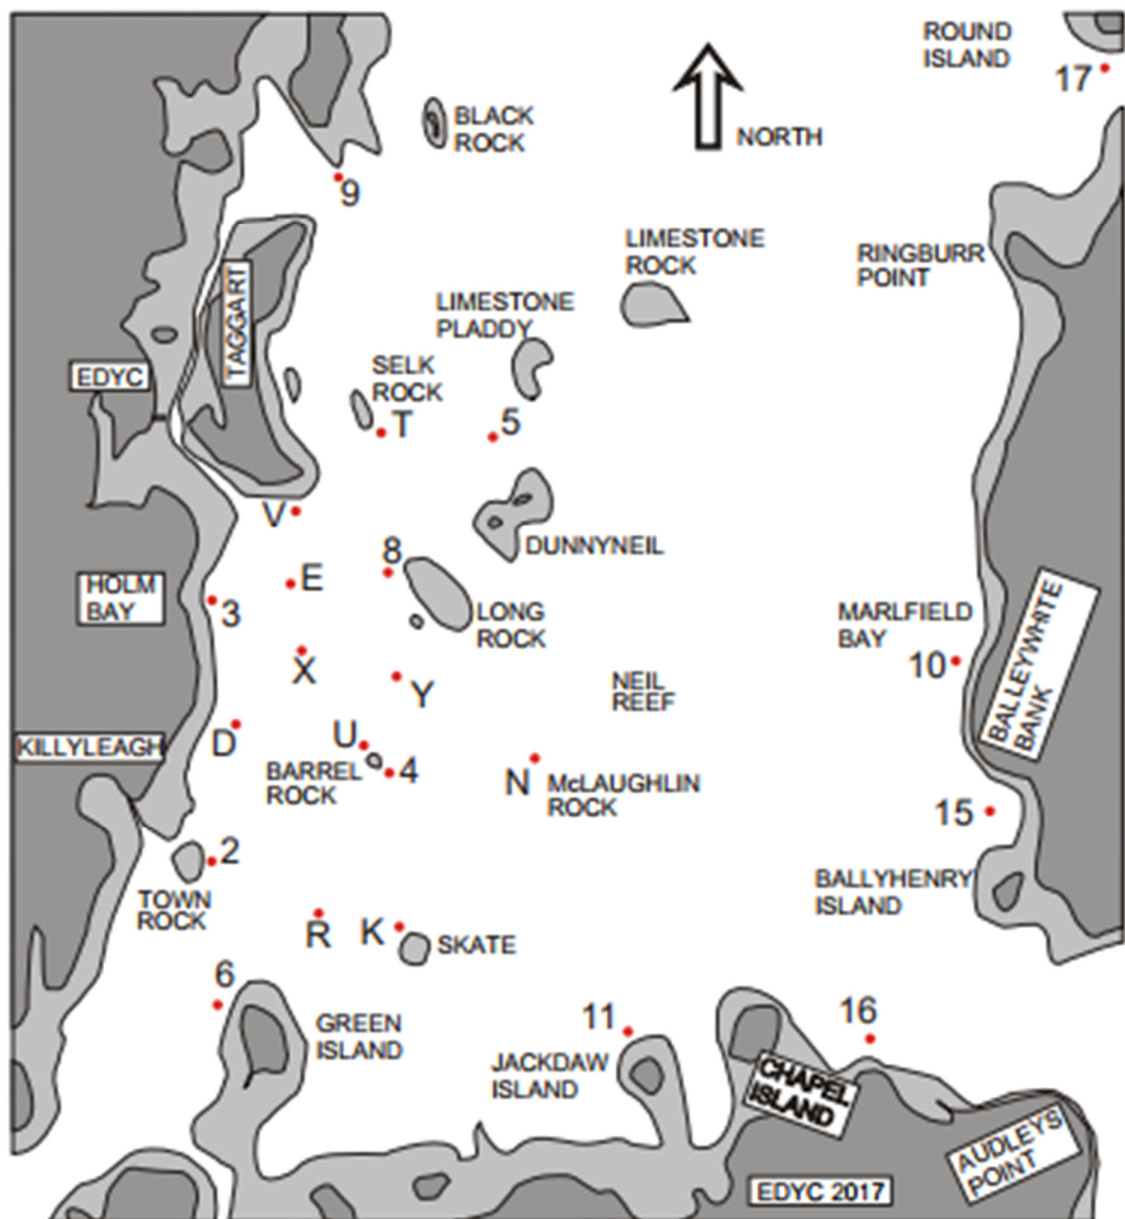 ROUND
ISLAND
17
BLACK
ROCK
NORTH
9
LIMESTONE
ROCK
RINGBURR
POINT
LIMESTONE
PLADDY
TAGGART
EDYC
SELK
ROCK
T
5
V
DUNNYNEIL
8
E
HOLM
BAY
3
LONG
ROCK
MARLFIELD
BAY
BALLEYWHITE
BANK
10
X
Y
NEIL
REEF
D
U
KILLYLEAGH
BARREL
ROCK
4
N
McLAUGHLIN
ROCK
15
2
TOWN
ROCK
BALLYHENRY
ISLAND
R
K
SKATE
6
GREEN
ISLAND
11
16
JACKDAW
ISLAND
CHAPEL
ISLAND
AUDLEYS
POINT
EDYC 2017